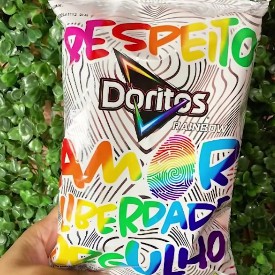 RESPEITO
Doritos
RAINBOW
AMOR
LIBERDADE
ORGULHO